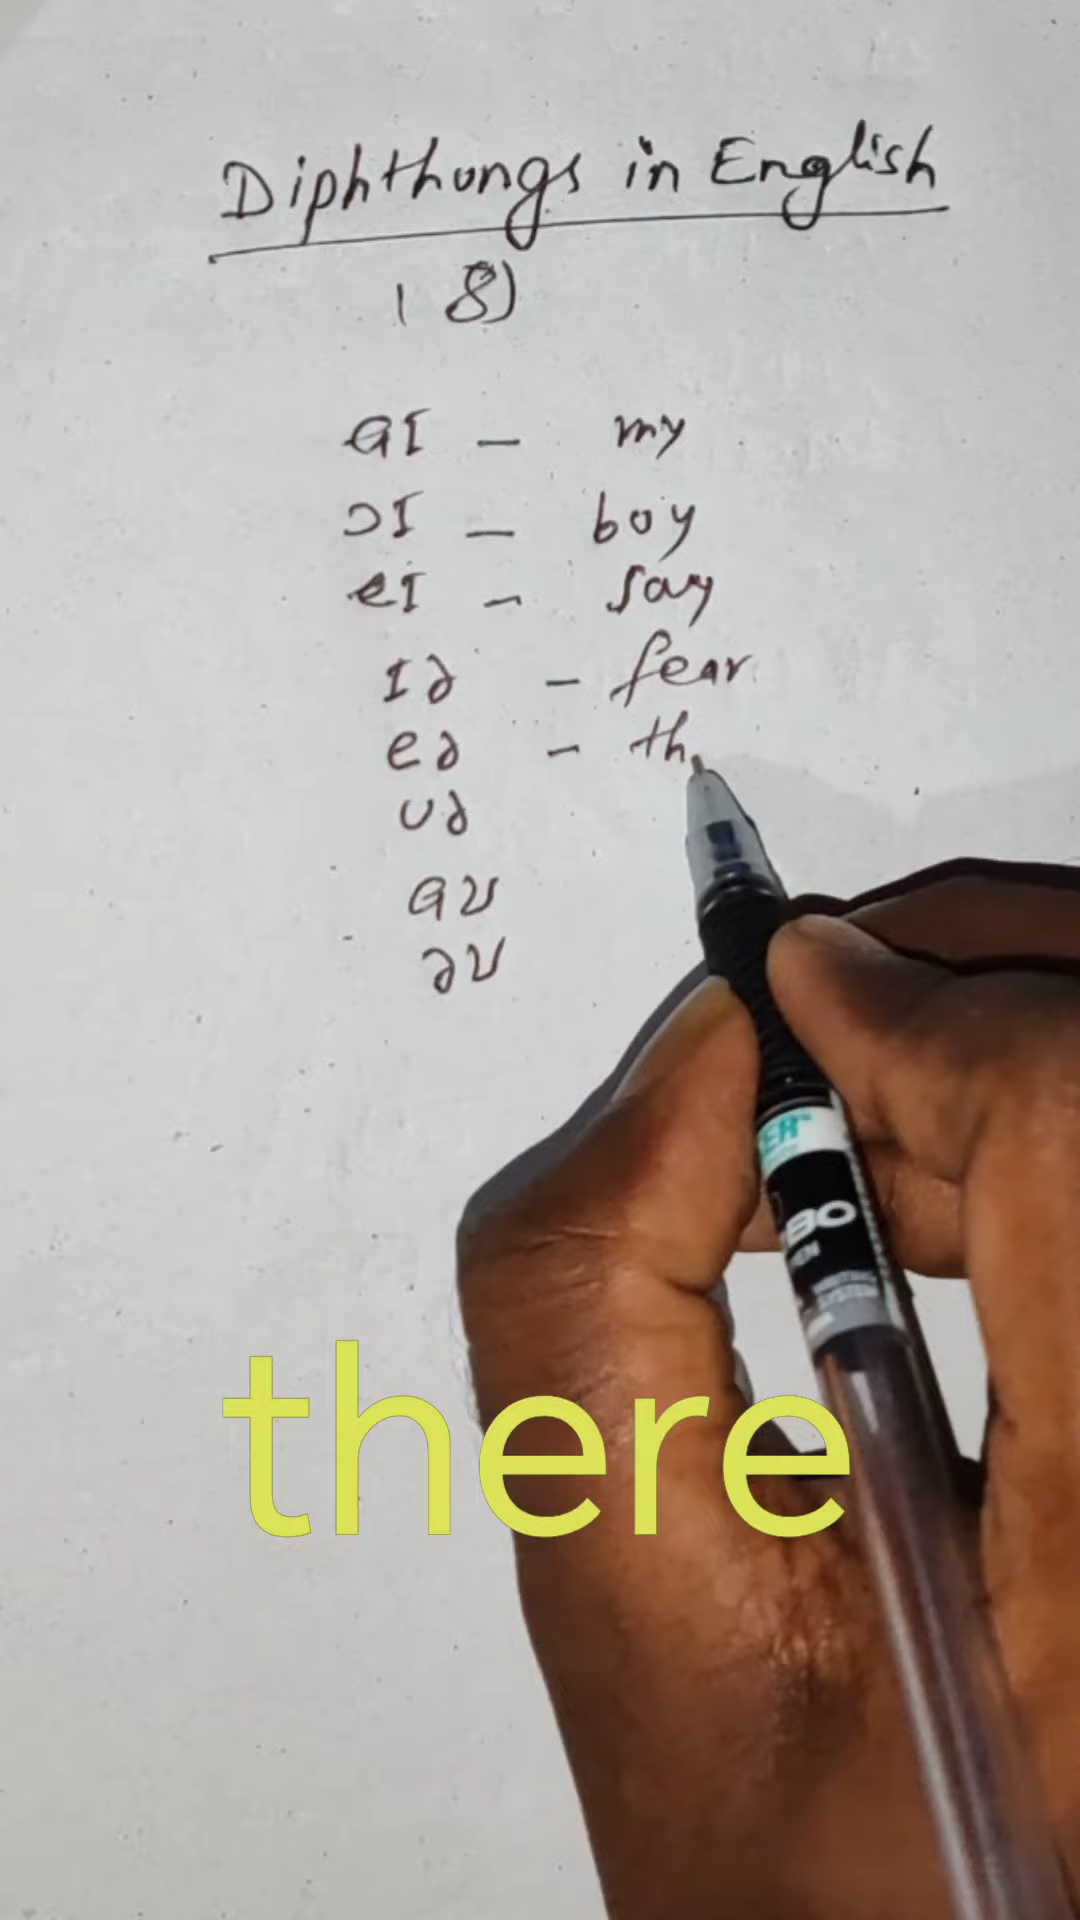 Diphthongs in English
(8)
aɪ - my
ɔɪ - boy
eɪ - say
ɪə - fear
eə - th
ʊə
aʊ
əʊ
there